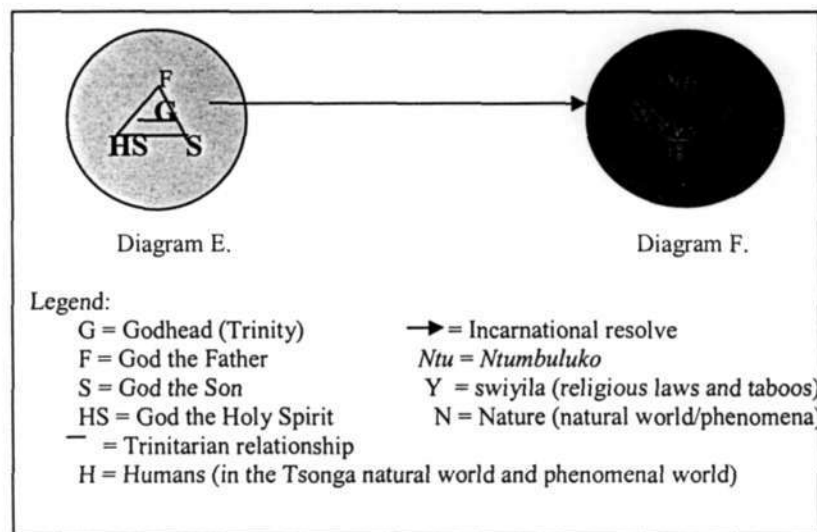 F
G
HS S
Diagram E. Diagram F.
Legend:
G = Godhead (Trinity) → = Incarnational resolve
F = God the Father Ntu = Ntumbuluko
S = God the Son Y = swiyila (religious laws and taboos)
HS = God the Holy Spirit N = Nature (natural world/phenomena)
— = Trinitarian relationship
H = Humans (in the Tsonga natural world and phenomenal world)